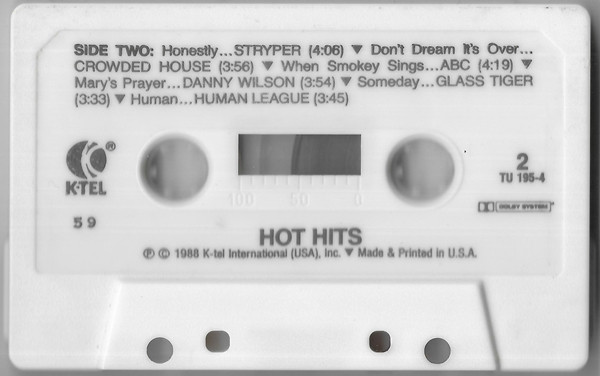 SIDE TWO: Honestly...STRYPER (4:06) ▼ Don't Dream It's Over...
CROWDED HOUSE (3:56) ▼ When Smokey Sings...ABC (4:19) ▼
Mary's Prayer...DANNY WILSON (3:54) ▼ Someday...GLASS TIGER
(3:33) ▼ Human...HUMAN LEAGUE (3:45)
K-TEL®
2
TU 195-4
100 50 0
59
DOLBY SYSTEM
HOT HITS
℗ © 1988 K-tel International (USA), Inc. ▼ Made & Printed in U.S.A.